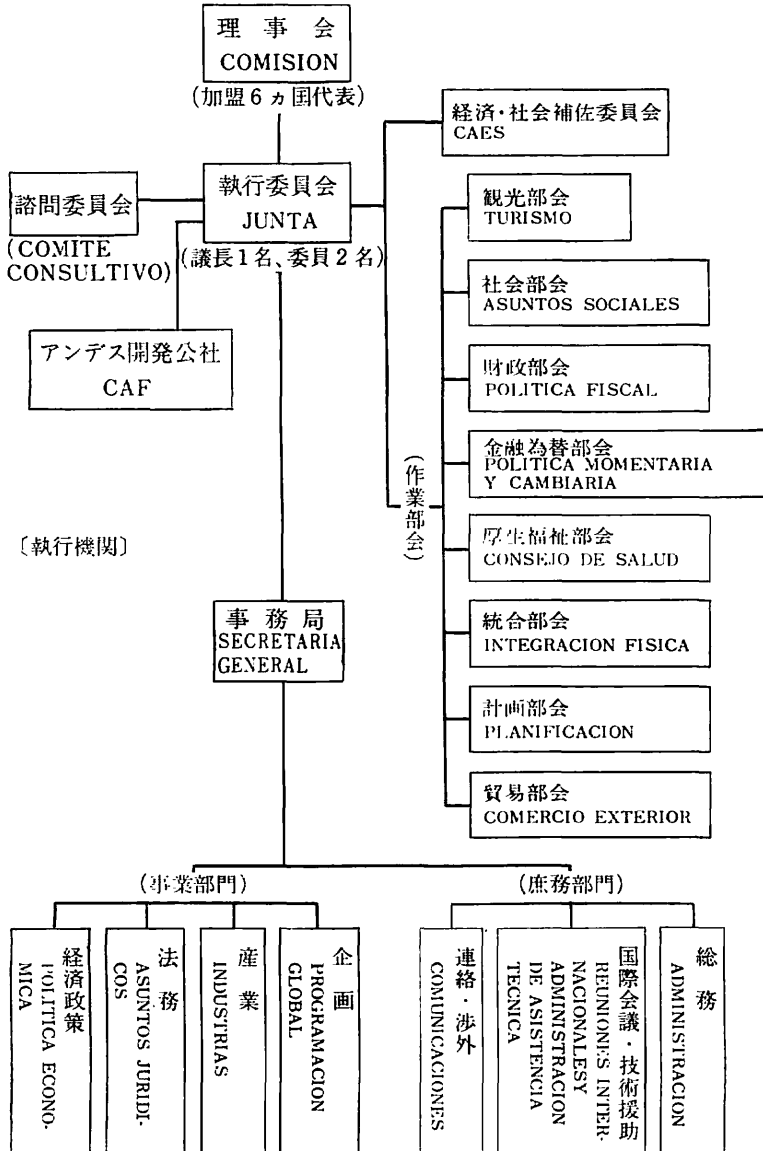 理事会
COMISION
(加盟6ヵ国代表)
経済・社会補佐委員会
CAES
諮問委員会
(COMITE
CONSULTIVO)
執行委員会
JUNTA
(議長1名、委員2名)
アンデス開発公社
CAF
観光部会
TURISMO
社会部会
ASUNTOS SOCIALES
財政部会
POLITICA FISCAL
金融為替部会
POLITICA MOMENTARIA
Y CAMBIARIA
(作業部会)
厚生福祉部会
CONSEJO DE SALUD
統合部会
INTEGRACION FISICA
計画部会
PLANIFICACION
貿易部会
COMERCIO EXTERIOR
〔執行機関〕
事務局
SECRETARIA
GENERAL
(事業部門)
経済政策
POLITICA ECONO-
MICA
法務
ASUNTOS JURIDI-
COS
産業
INDUSTRIAS
企画
PROGRAMACION
GLOBAL
(庶務部門)
連絡・渉外
COMUNICACIONES
国際会議・技術援助
REUNIONES INTER-
NACIONALESY
ADMINISTRACION
DE ASISTENCIA
TECNICA
総務
ADMINISTRACION